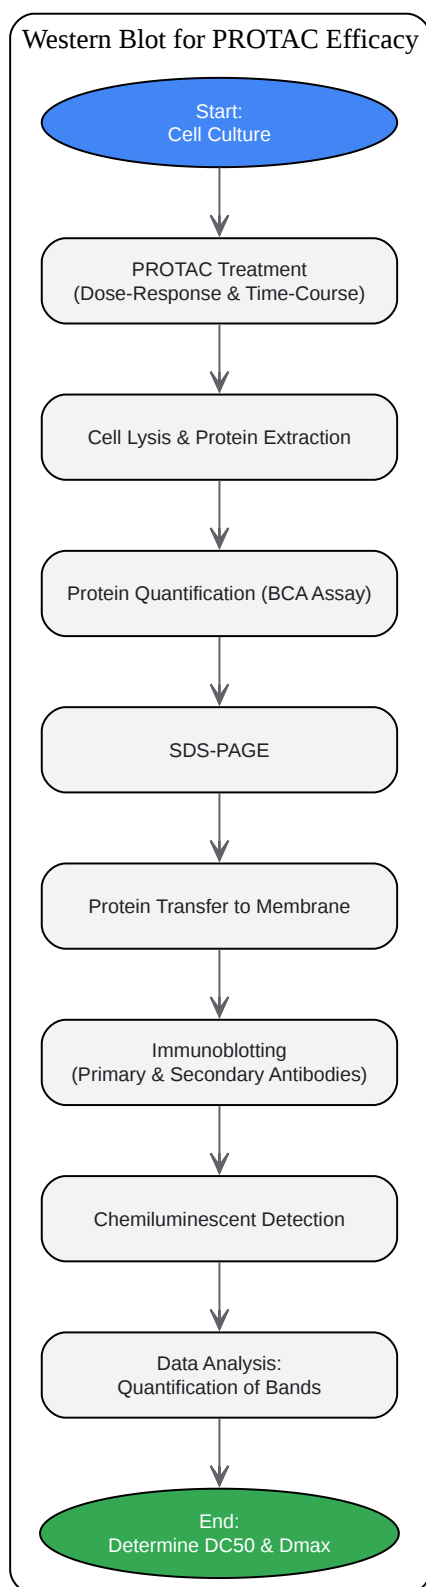 Western Blot for PROTAC Efficacy
Start:
Cell Culture
PROTAC Treatment
(Dose-Response & Time-Course)
Cell Lysis & Protein Extraction
Protein Quantification (BCA Assay)
SDS-PAGE
Protein Transfer to Membrane
Immunoblotting
(Primary & Secondary Antibodies)
Chemiluminescent Detection
Data Analysis:
Quantification of Bands
End:
Determine DC50 & Dmax